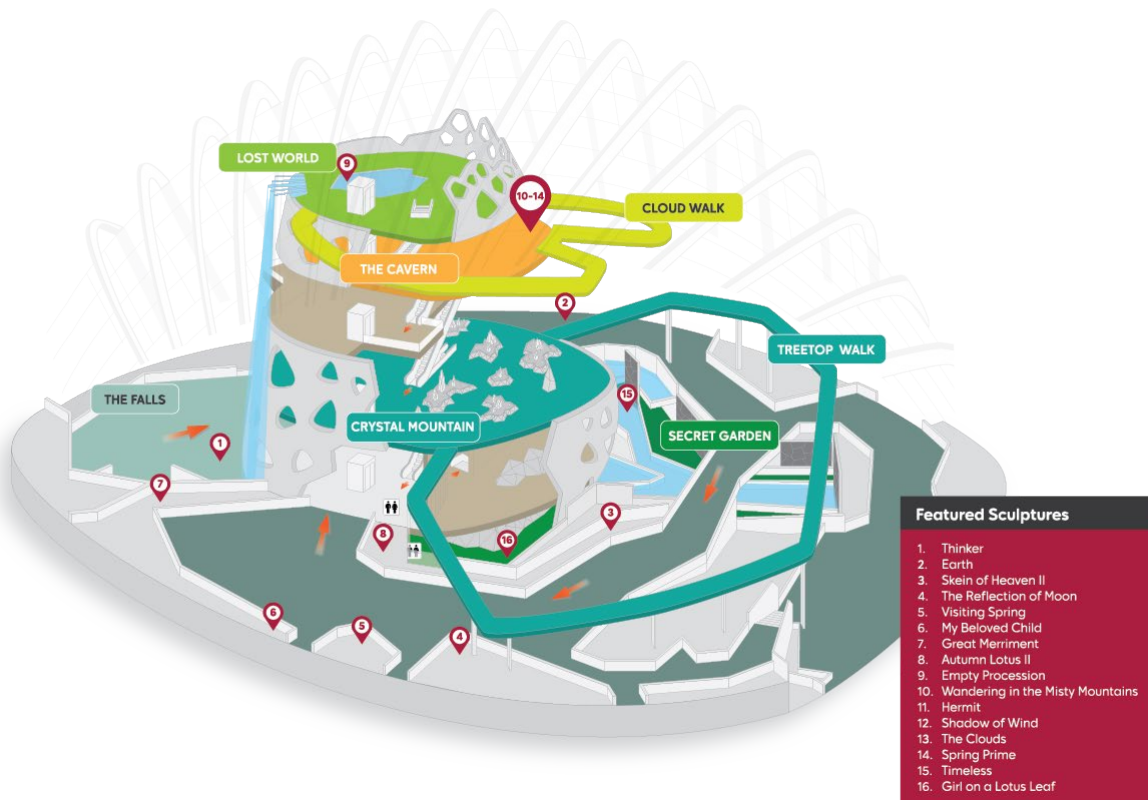 LOST WORLD
9
10-14
CLOUD WALK
THE CAVERN
2
TREETOP WALK
THE FALLS
15
CRYSTAL MOUNTAIN
SECRET GARDEN
1
7
3
8
16
6
5
4
Featured Sculptures
1. Thinker
2. Earth
3. Skein of Heaven II
4. The Reflection of Moon
5. Visiting Spring
6. My Beloved Child
7. Great Merriment
8. Autumn Lotus II
9. Empty Procession
10. Wandering in the Misty Mountains
11. Hermit
12. Shadow of Wind
13. The Clouds
14. Spring Prime
15. Timeless
16. Girl on a Lotus Leaf